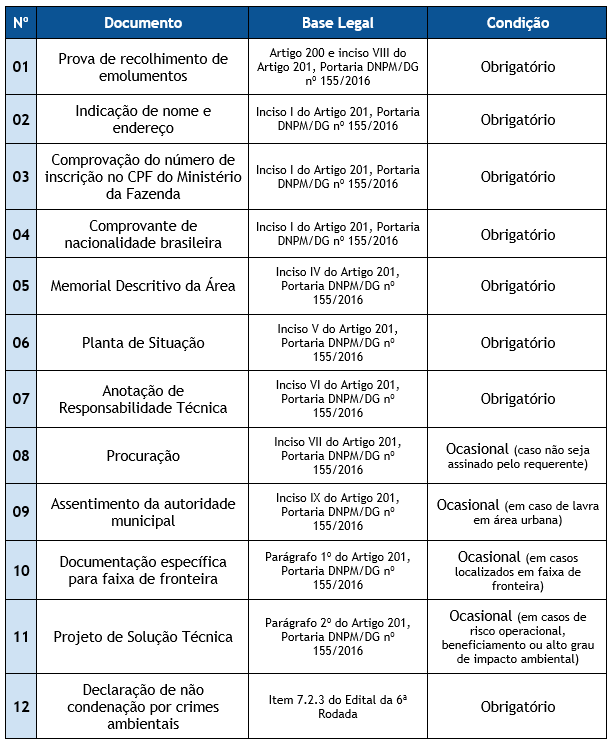 Nº Documento Base Legal Condição
01
Prova de recolhimento de
emolumentos
Artigo 200 e inciso VIII do
Artigo 201, Portaria DNPM/DG
nº 155/2016
Obrigatório
02
Indicação de nome e
endereço
Inciso I do Artigo 201, Portaria
DNPM/DG nº 155/2016
Obrigatório
03
Comprovação do número de
inscrição no CPF do Ministério
da Fazenda
Inciso I do Artigo 201, Portaria
DNPM/DG nº 155/2016
Obrigatório
04
Comprovante de
nacionalidade brasileira
Inciso I do Artigo 201, Portaria
DNPM/DG nº 155/2016
Obrigatório
05
Memorial Descritivo da Área
Inciso IV do Artigo 201,
Portaria DNPM/DG nº
155/2016
Obrigatório
06
Planta de Situação
Inciso V do Artigo 201,
Portaria DNPM/DG nº
155/2016
Obrigatório
07
Anotação de
Responsabilidade Técnica
Inciso VI do Artigo 201,
Portaria DNPM/DG nº
155/2016
Obrigatório
08
Procuração
Inciso VII do Artigo 201,
Portaria DNPM/DG nº
155/2016
Ocasional (caso não seja
assinado pelo requerente)
09
Assentimento da autoridade
municipal
Inciso IX do Artigo 201,
Portaria DNPM/DG nº
155/2016
Ocasional (em caso de lavra
em área urbana)
10
Documentação específica
para faixa de fronteira
Parágrafo 1º do Artigo 201,
Portaria DNPM/DG nº
155/2016
Ocasional (em casos
localizados em faixa de
fronteira)
11
Projeto de Solução Técnica
Parágrafo 2º do Artigo 201,
Portaria DNPM/DG nº
155/2016
Ocasional (em casos de
risco operacional,
beneficiamento ou alto grau
de impacto ambiental)
12
Declaração de não
condenação por crimes
ambientais
Item 7.2.3 do Edital da 6ª
Rodada
Obrigatório